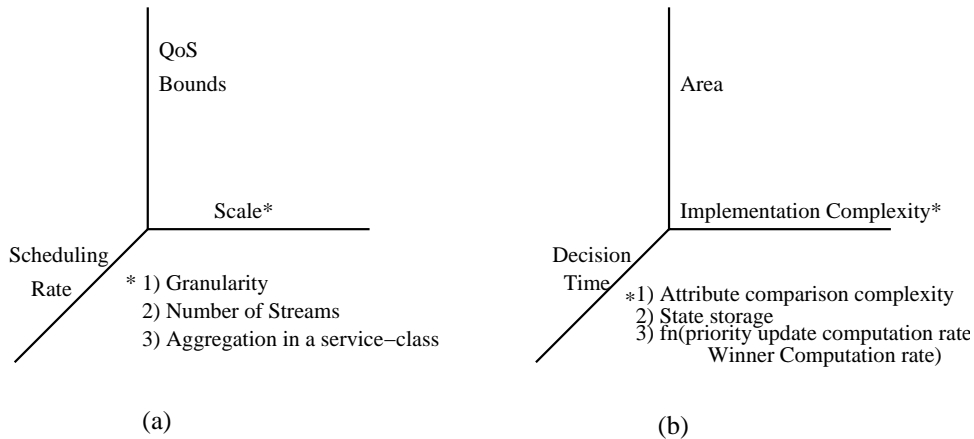 QoS
Bounds
Scale*
Scheduling
Rate
* 1) Granularity
2) Number of Streams
3) Aggregation in a service−class
(a)
Area
Implementation Complexity*
Decision
Time
*1) Attribute comparison complexity
2) State storage
3) fn(priority update computation rate
Winner Computation rate)
(b)